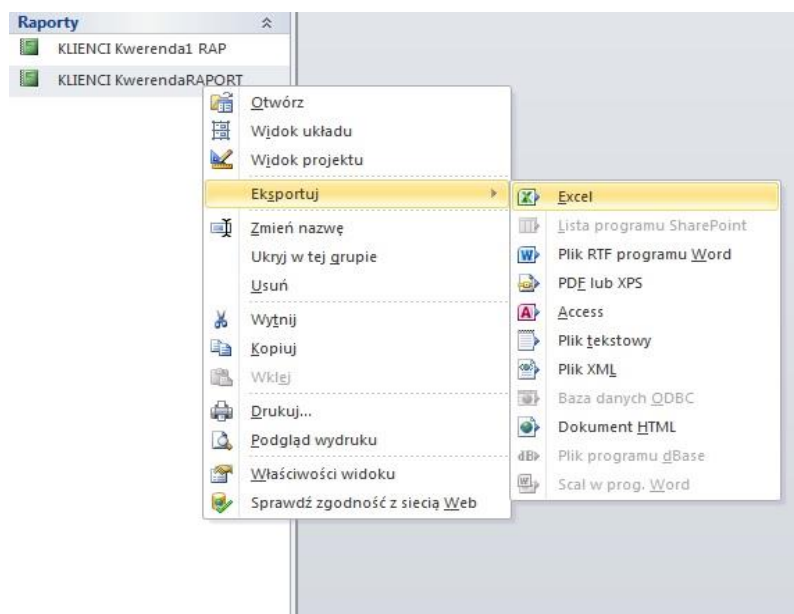 Raporty
KLIENCI Kwerenda1 RAP
KLIENCI KwerendaRAPORT
Otwórz
Widok układu
Widok projektu
Eksportuj
Zmień nazwę
Ukryj w tej grupie
Usuń
Wytnij
Kopiuj
Wklej
Drukuj...
Podgląd wydruku
Właściwości widoku
Sprawdź zgodność z siecią Web
Excel
Lista programu SharePoint
Plik RTF programu Word
PDF lub XPS
Access
Plik tekstowy
Plik XML
Baza danych ODBC
Dokument HTML
Plik programu dBase
Scal w prog. Word